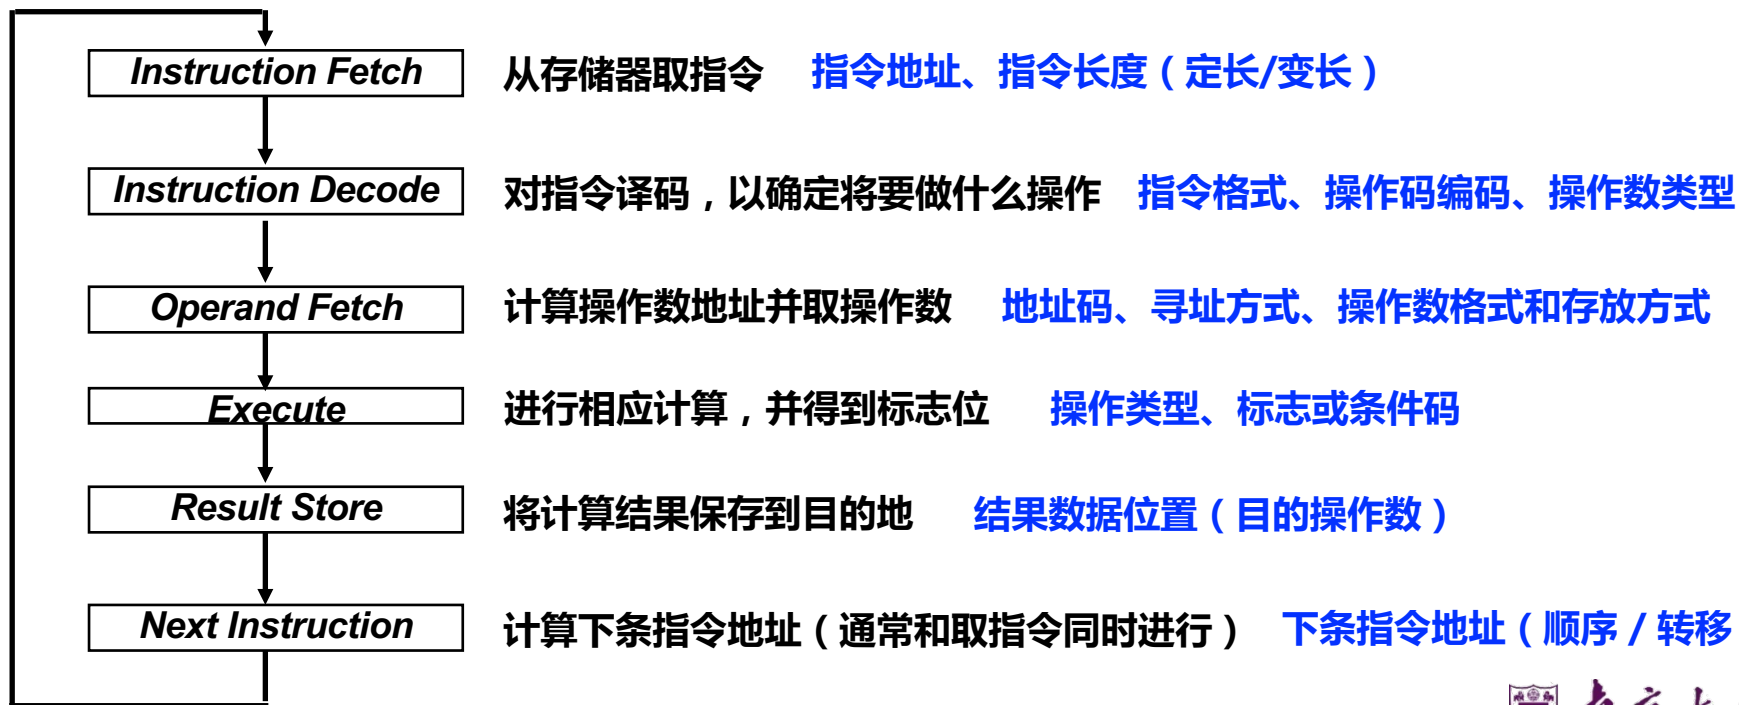 Instruction Fetch 从存储器取指令 指令地址、指令长度（定长/变长）
Instruction Decode 对指令译码，以确定将要做什么操作 指令格式、操作码编码、操作数类型
Operand Fetch 计算操作数地址并取操作数 地址码、寻址方式、操作数格式和存放方式
Execute 进行相应计算，并得到标志位 操作类型、标志或条件码
Result Store 将计算结果保存到目的地 结果数据位置（目的操作数）
Next Instruction 计算下条指令地址（通常和取指令同时进行） 下条指令地址（顺序 / 转移